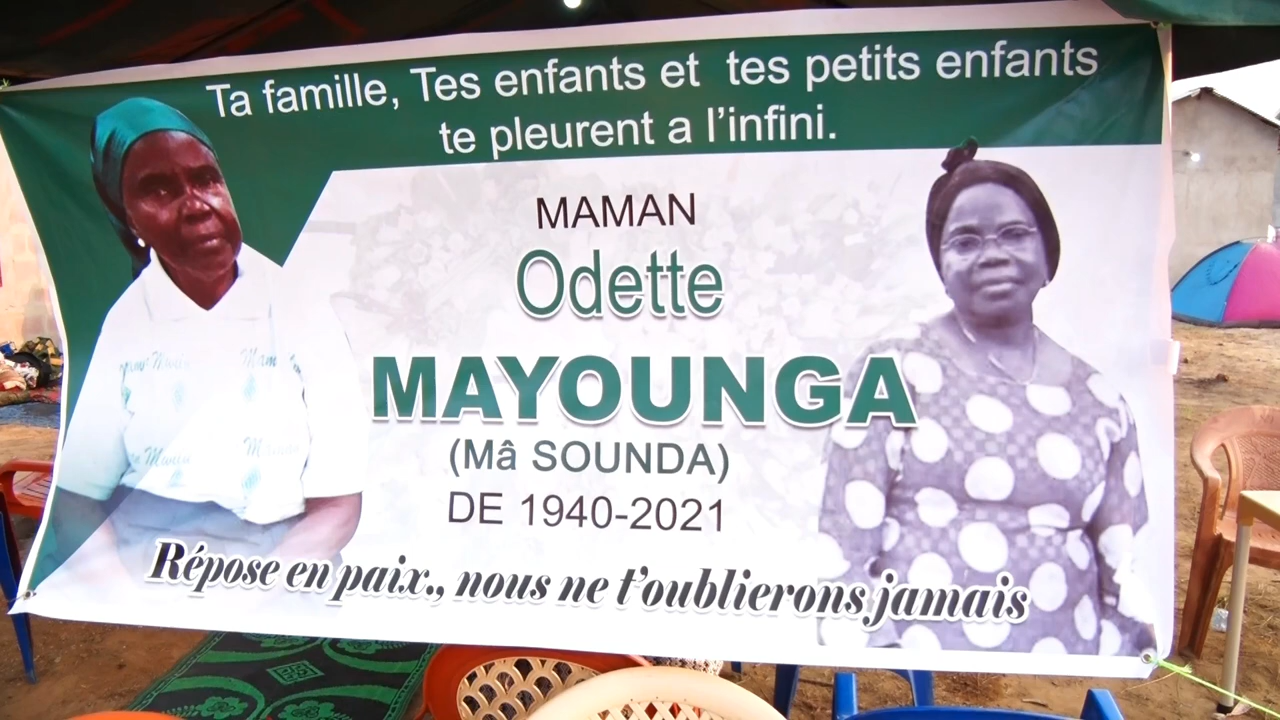 Ta famille, Tes enfants et tes petits enfants
te pleurent a l'infini.
MAMAN
Odette
MAYOUNGA
(Mâ SOUNDA)
DE 1940-2021
Répose en paix., nous ne t'oublierons jamais